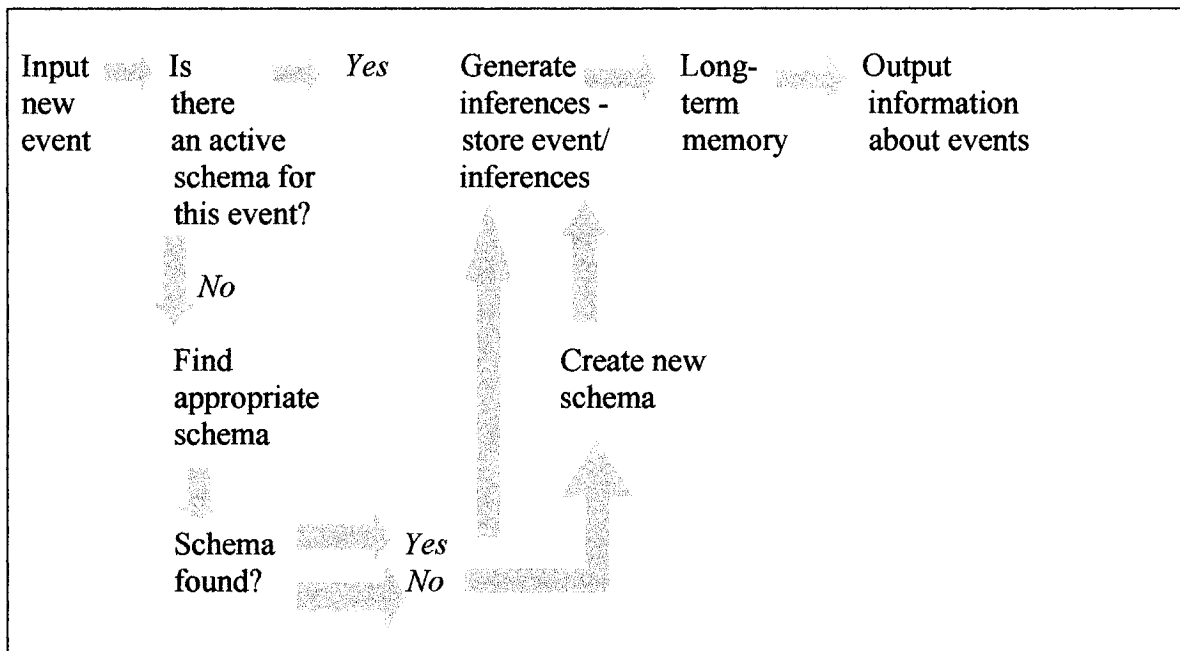 Input
new
event
Is
there
an active
schema for
this event?
Yes
Generate
inferences -
store event/
inferences
Long-
term
memory
Output
information
about events
No
Find
appropriate
schema
Create new
schema
Schema
found?
Yes
No